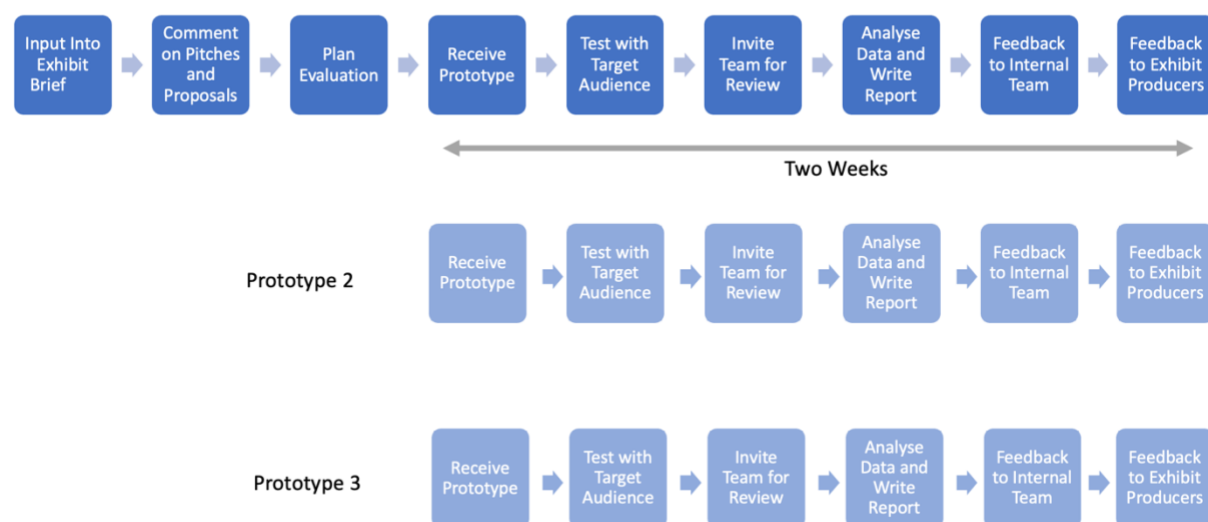 Input Into
Exhibit
Brief
Comment
on Pitches
and
Proposals
Plan
Evaluation
Receive
Prototype
Test with
Target
Audience
Invite
Team for
Review
Analyse
Data and
Write
Report
Feedback
to Internal
Team
Feedback
to Exhibit
Producers
Two Weeks
Prototype 2
Receive
Prototype
Test with
Target
Audience
Invite
Team for
Review
Analyse
Data and
Write
Report
Feedback
to Internal
Team
Feedback
to Exhibit
Producers
Prototype 3
Receive
Prototype
Test with
Target
Audience
Invite
Team for
Review
Analyse
Data and
Write
Report
Feedback
to Internal
Team
Feedback
to Exhibit
Producers